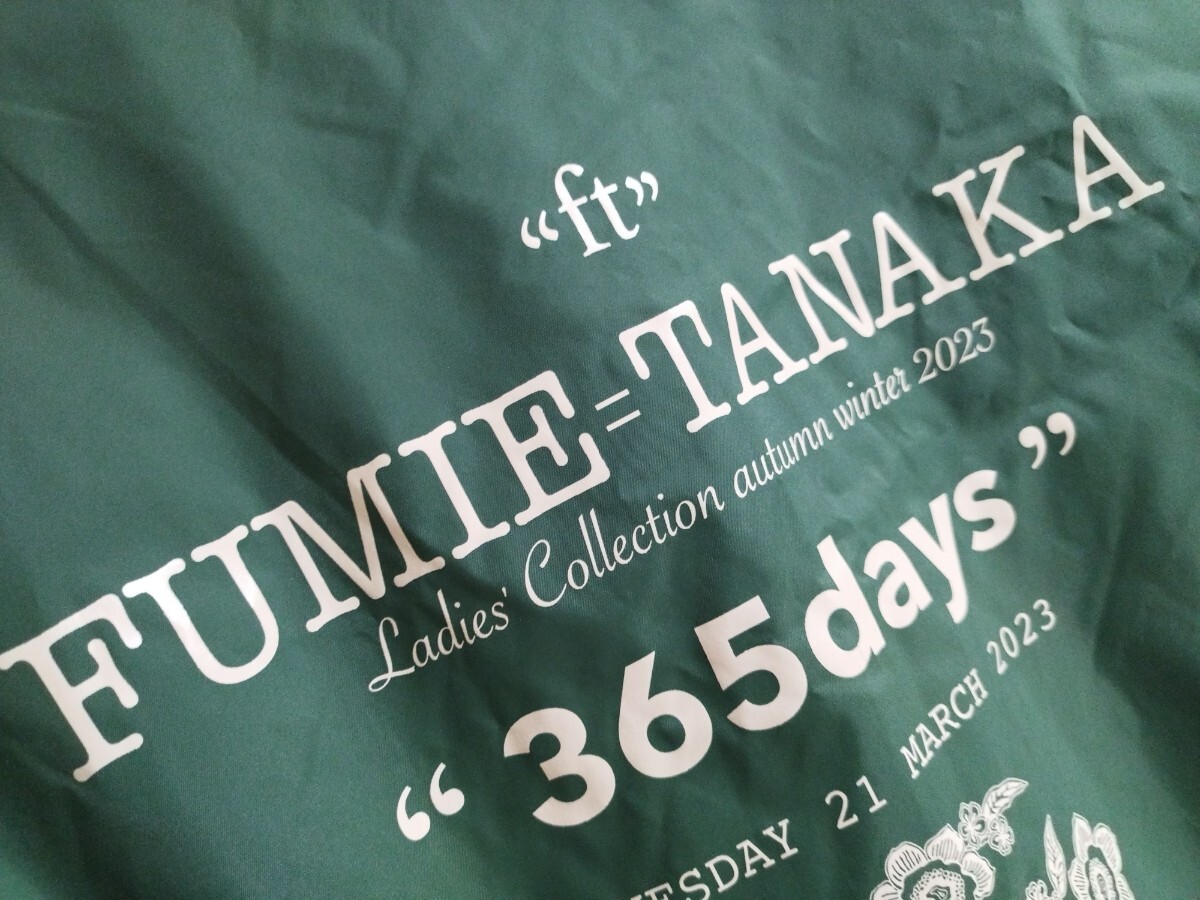 “ft”
FUMIE=TANAKA
Ladies' Collection autumn winter 2023
“365days”
21 MARCH 2023